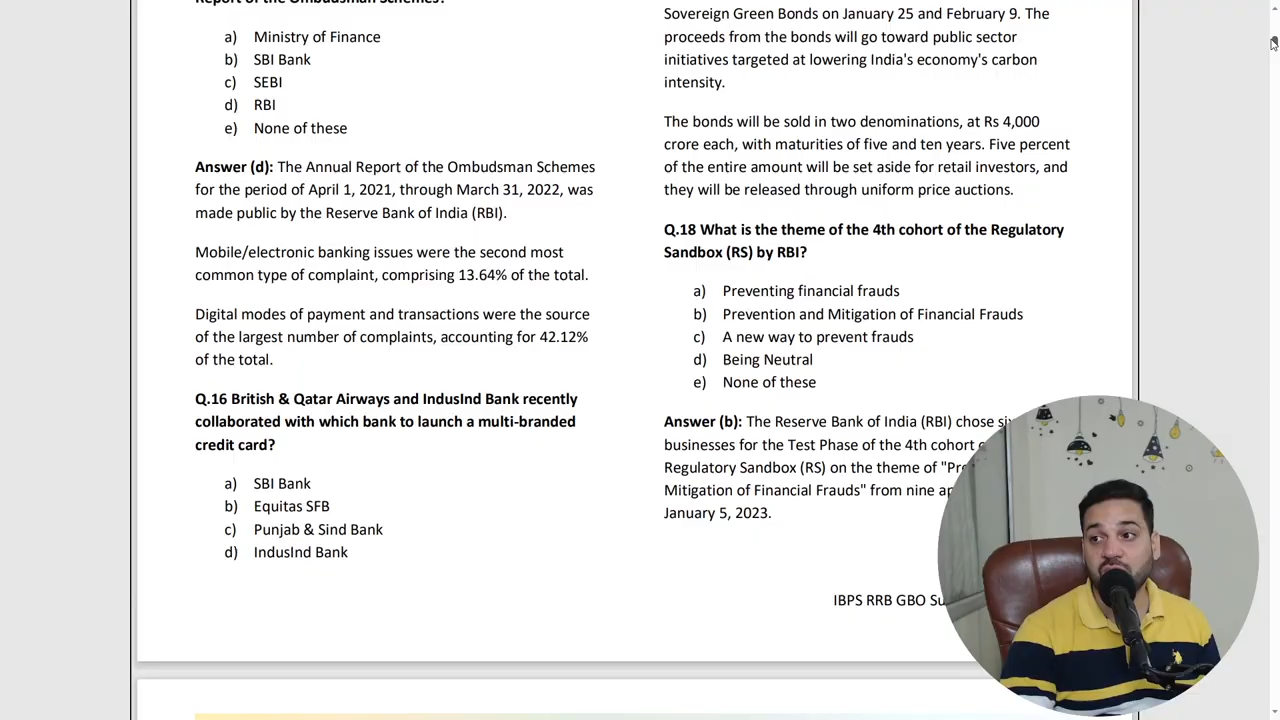 Report of the Ombudsman Schemes?
a) Ministry of Finance
b) SBI Bank
c) SEBI
d) RBI
e) None of these
Answer (d): The Annual Report of the Ombudsman Schemes
for the period of April 1, 2021, through March 31, 2022, was
made public by the Reserve Bank of India (RBI).
Mobile/electronic banking issues were the second most
common type of complaint, comprising 13.64% of the total.
Digital modes of payment and transactions were the source
of the largest number of complaints, accounting for 42.12%
of the total.
Q.16 British & Qatar Airways and IndusInd Bank recently
collaborated with which bank to launch a multi-branded
credit card?
a) SBI Bank
b) Equitas SFB
c) Punjab & Sind Bank
d) IndusInd Bank
Sovereign Green Bonds on January 25 and February 9. The
proceeds from the bonds will go toward public sector
initiatives targeted at lowering India's economy's carbon
intensity.
The bonds will be sold in two denominations, at Rs 4,000
crore each, with maturities of five and ten years. Five percent
of the entire amount will be set aside for retail investors, and
they will be released through uniform price auctions.
Q.18 What is the theme of the 4th cohort of the Regulatory
Sandbox (RS) by RBI?
a) Preventing financial frauds
b) Prevention and Mitigation of Financial Frauds
c) A new way to prevent frauds
d) Being Neutral
e) None of these
Answer (b): The Reserve Bank of India (RBI) chose
businesses for the Test Phase of the 4th cohort
Regulatory Sandbox (RS) on the theme of
Mitigation of Financial Frauds" from nine
January 5, 2023.
IBPS RRB GBO